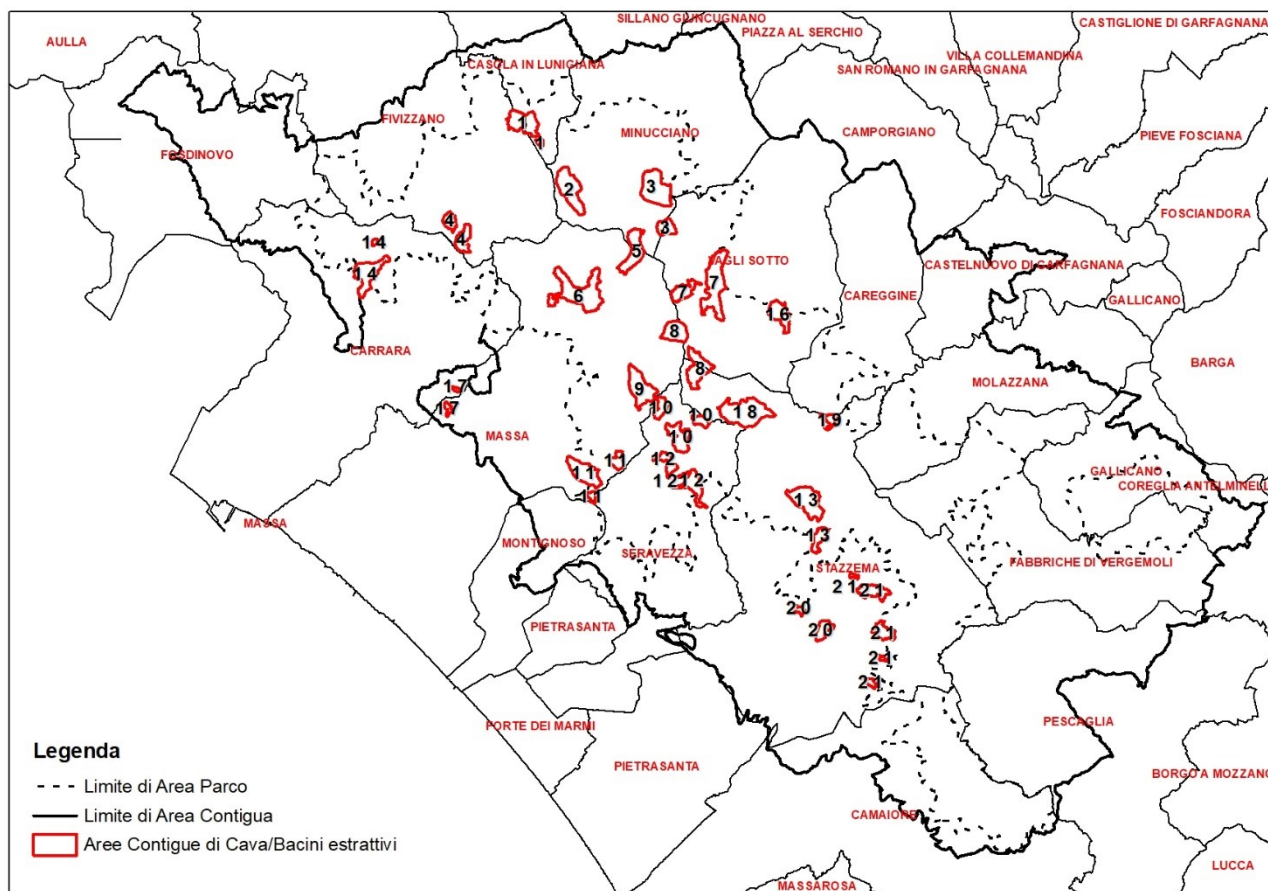 SILLANO GIUNCUGNANO
CASTIGLIONE DI GARFAGNANA
AULLA
PIAZZA AL SERCHIO
VILLA COLLEMANDINA
CASOLA IN LUNIGIANA
SAN ROMANO IN GARFAGNANA
FIVIZZANO
1
MINUCCIANO
CAMPORGIANO
PIEVE FOSCIANA
1
FOSDINOVO
2
3
FOSCIANDORA
4
3
14
4
5
VAGLI SOTTO
CASTELNUOVO DI GARFAGNANA
14
7
7
6
CAREGGINE
GALLICANO
16
8
CARRARA
BARGA
8
17
9
MOLAZZANA
17
10
10
18
19
MASSA
10
11
12
11
GALLICANO
12
12
COREGLIA ANTELMINELLI
11
13
MASSA
13
MONTIGNOSO
SERAVEZZA
FABBRICHE DI VERGEMOLI
STAZZEMA
21
21
20
PIETRASANTA
20
21
21
21
FORTE DEI MARMI
PESCAGLIA
Legenda
PIETRASANTA
BORGO A MOZZANO
Limite di Area Parco
Limite di Area Contigua
CAMAIORE
Aree Contigue di Cava/Bacini estrattivi
LUCCA
MASSAROSA